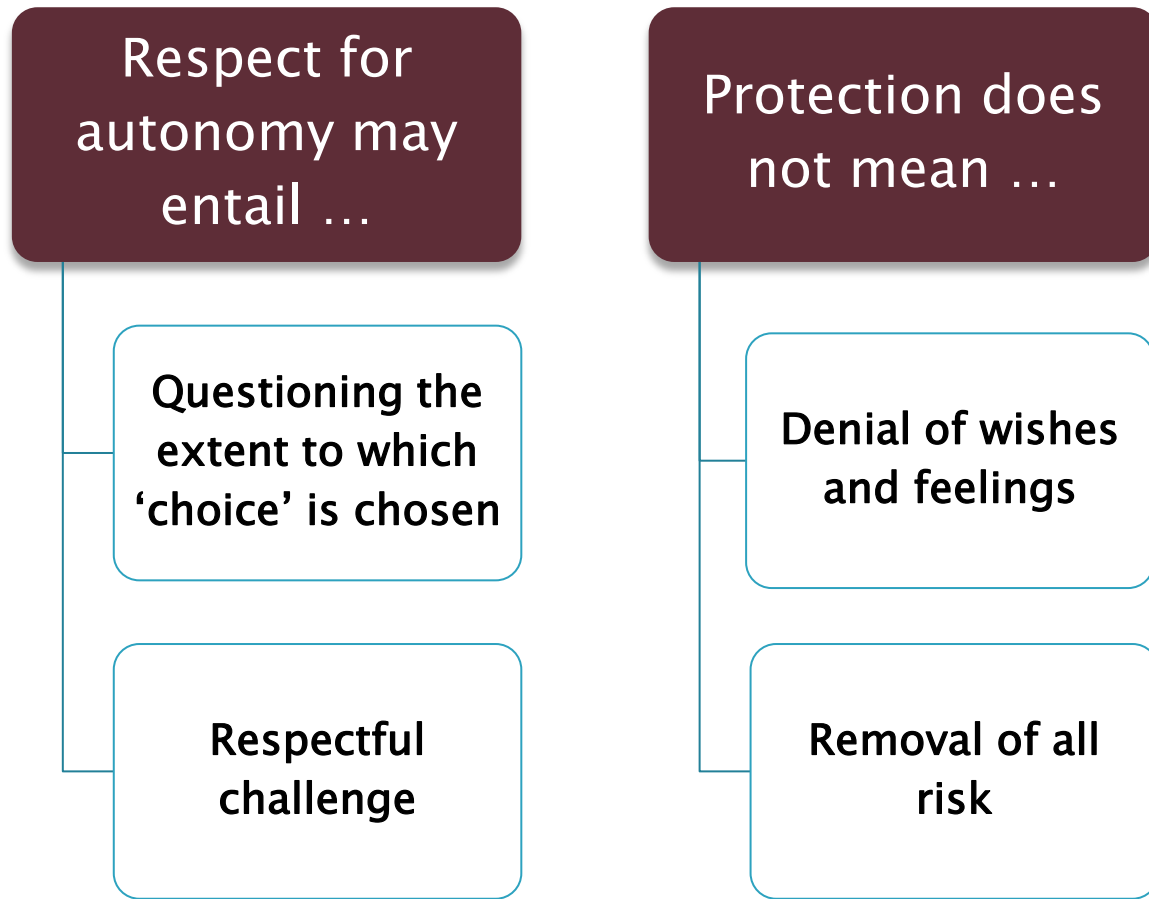 Respect for
autonomy may
entail …
Questioning the
extent to which
‘choice’ is chosen
Respectful
challenge
Protection does
not mean …
Denial of wishes
and feelings
Removal of all
risk